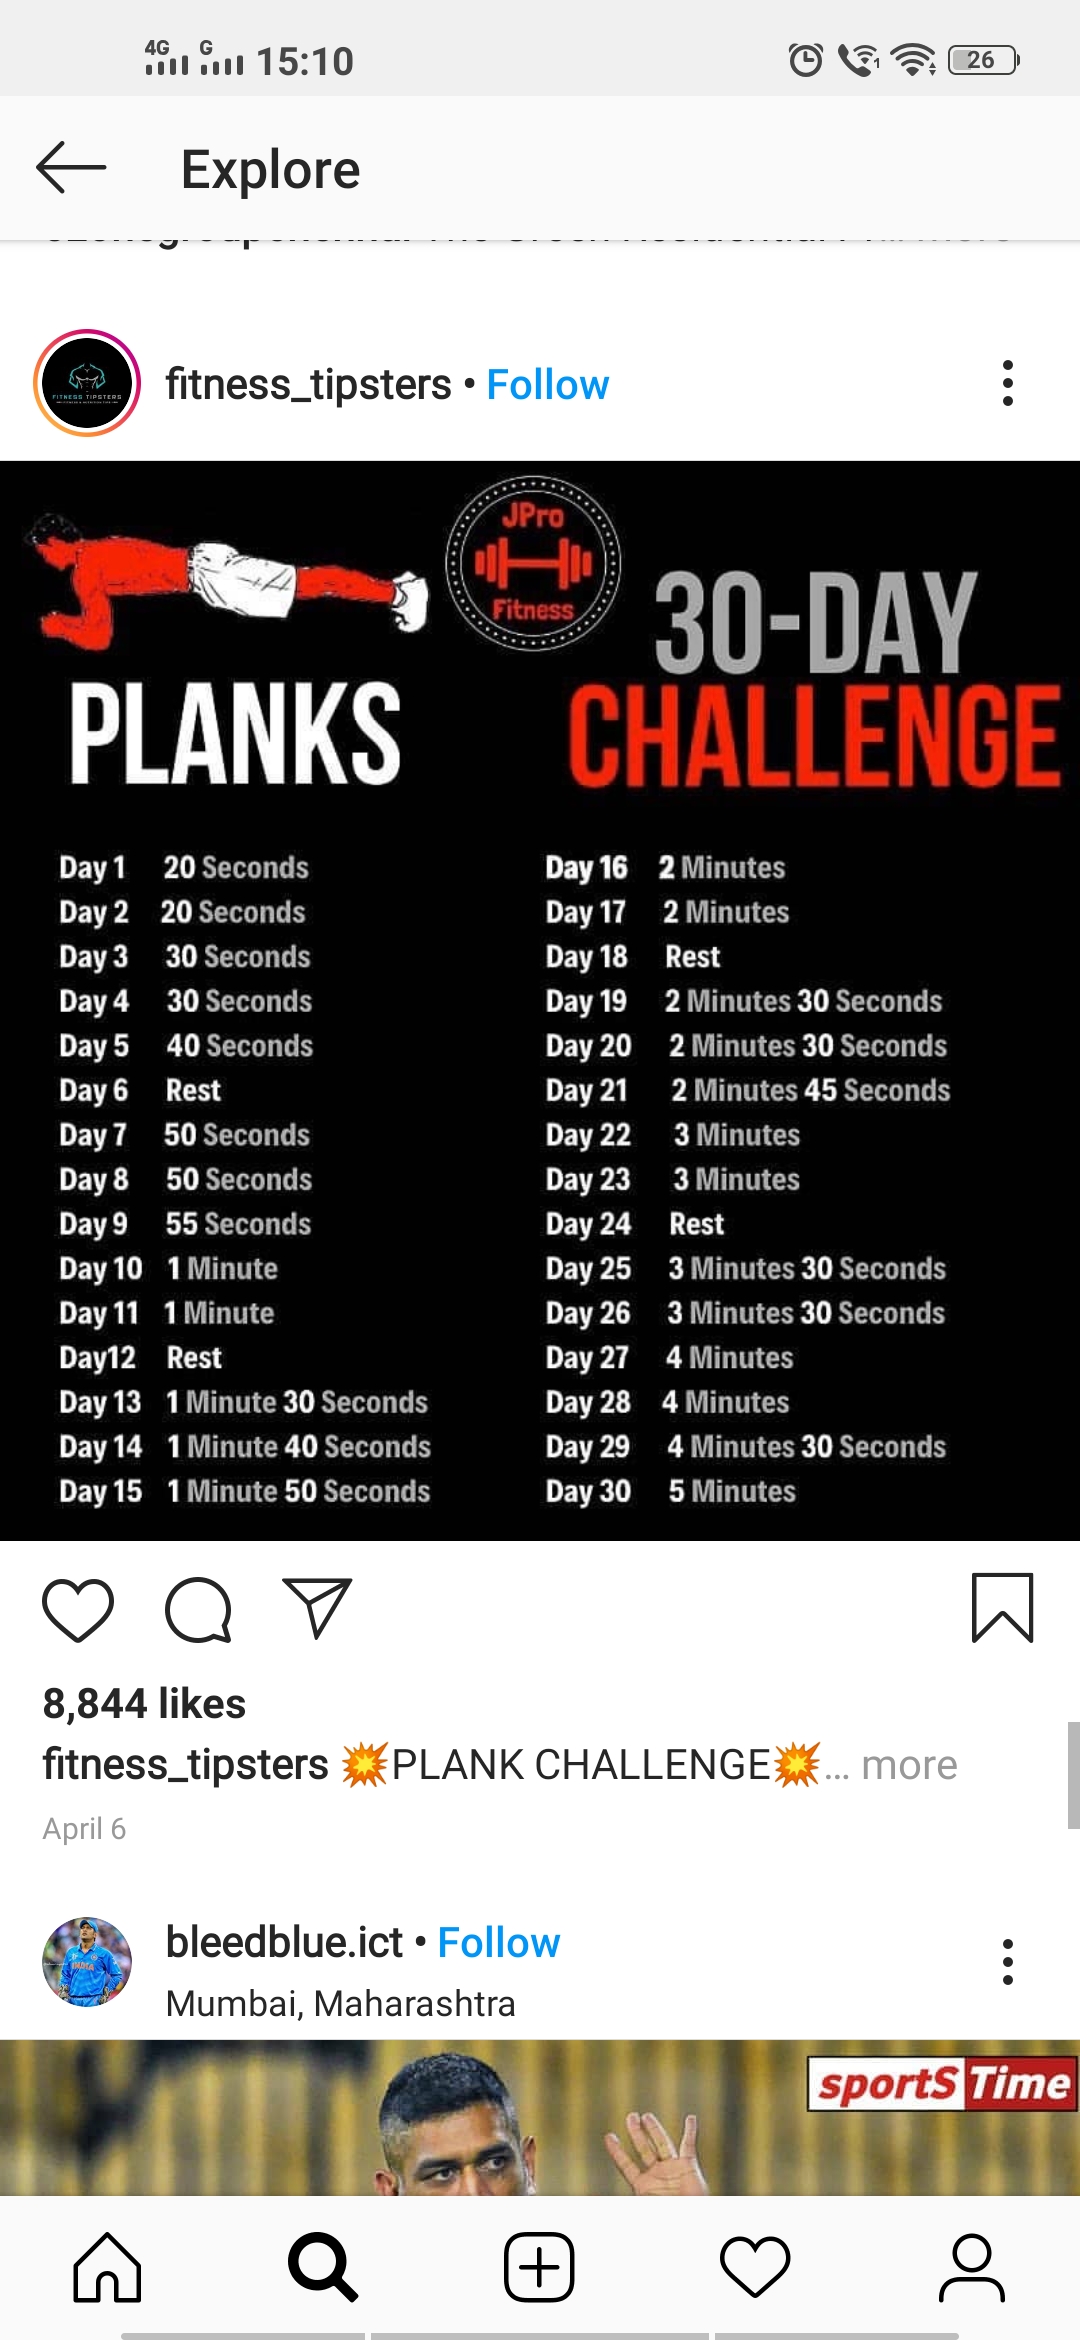 4G G 15:10 1 26
Explore
fitness_tipsters • Follow
FITNESS TIPSTERS
JPro
Fitness
30-DAY
PLANKS
CHALLENGE
Day 1 20 Seconds
Day 2 20 Seconds
Day 3 30 Seconds
Day 4 30 Seconds
Day 5 40 Seconds
Day 6 Rest
Day 7 50 Seconds
Day 8 50 Seconds
Day 9 55 Seconds
Day 10 1 Minute
Day 11 1 Minute
Day12 Rest
Day 13 1 Minute 30 Seconds
Day 14 1 Minute 40 Seconds
Day 15 1 Minute 50 Seconds
Day 16 2 Minutes
Day 17 2 Minutes
Day 18 Rest
Day 19 2 Minutes 30 Seconds
Day 20 2 Minutes 30 Seconds
Day 21 2 Minutes 45 Seconds
Day 22 3 Minutes
Day 23 3 Minutes
Day 24 Rest
Day 25 3 Minutes 30 Seconds
Day 26 3 Minutes 30 Seconds
Day 27 4 Minutes
Day 28 4 Minutes
Day 29 4 Minutes 30 Seconds
Day 30 5 Minutes
8,844 likes
fitness_tipsters 💥PLANK CHALLENGE💥... more
April 6
bleedblue.ict • Follow
Mumbai, Maharashtra
INDIA
sportS Time